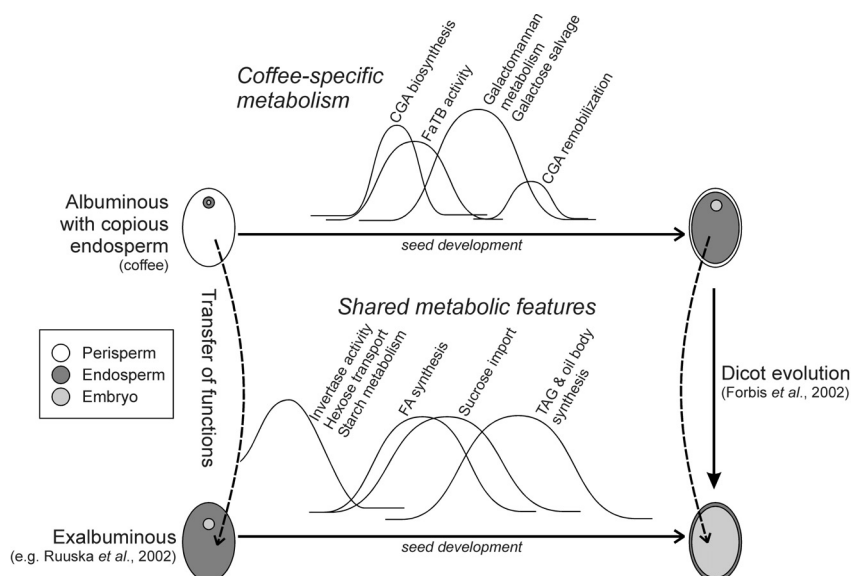 Coffee-specific
metabolism
CGA biosynthesis
FaTB activity
Galactomannan
metabolism
Galactose salvage
CGA remobilization
Albuminous
with copious
endosperm
(coffee)
seed development
Transfer of functions
Shared metabolic features
Invertase activity
Hexose transport
Starch metabolism
FA synthesis
Sucrose import
TAG & oil body
synthesis
Perisperm
Endosperm
Embryo
Dicot evolution
(Forbis et al., 2002)
Exalbuminous
(e.g. Ruuska et al., 2002)
seed development